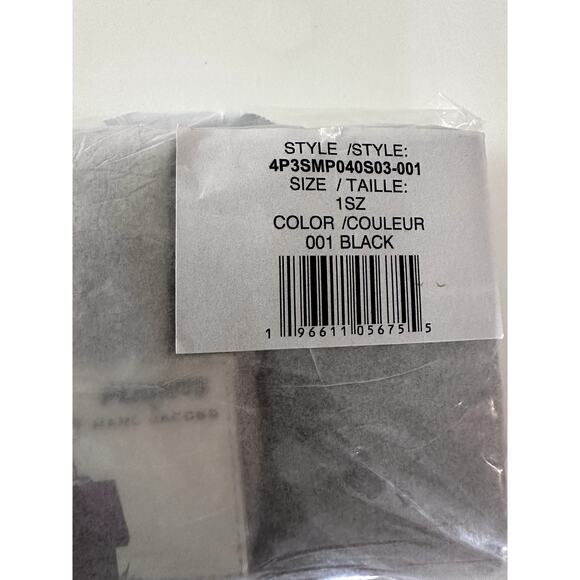 STYLE /STYLE:
4P3SMP040S03-001
SIZE / TAILLE:
1SZ
COLOR /COULEUR
001 BLACK
1 96611 05675 5